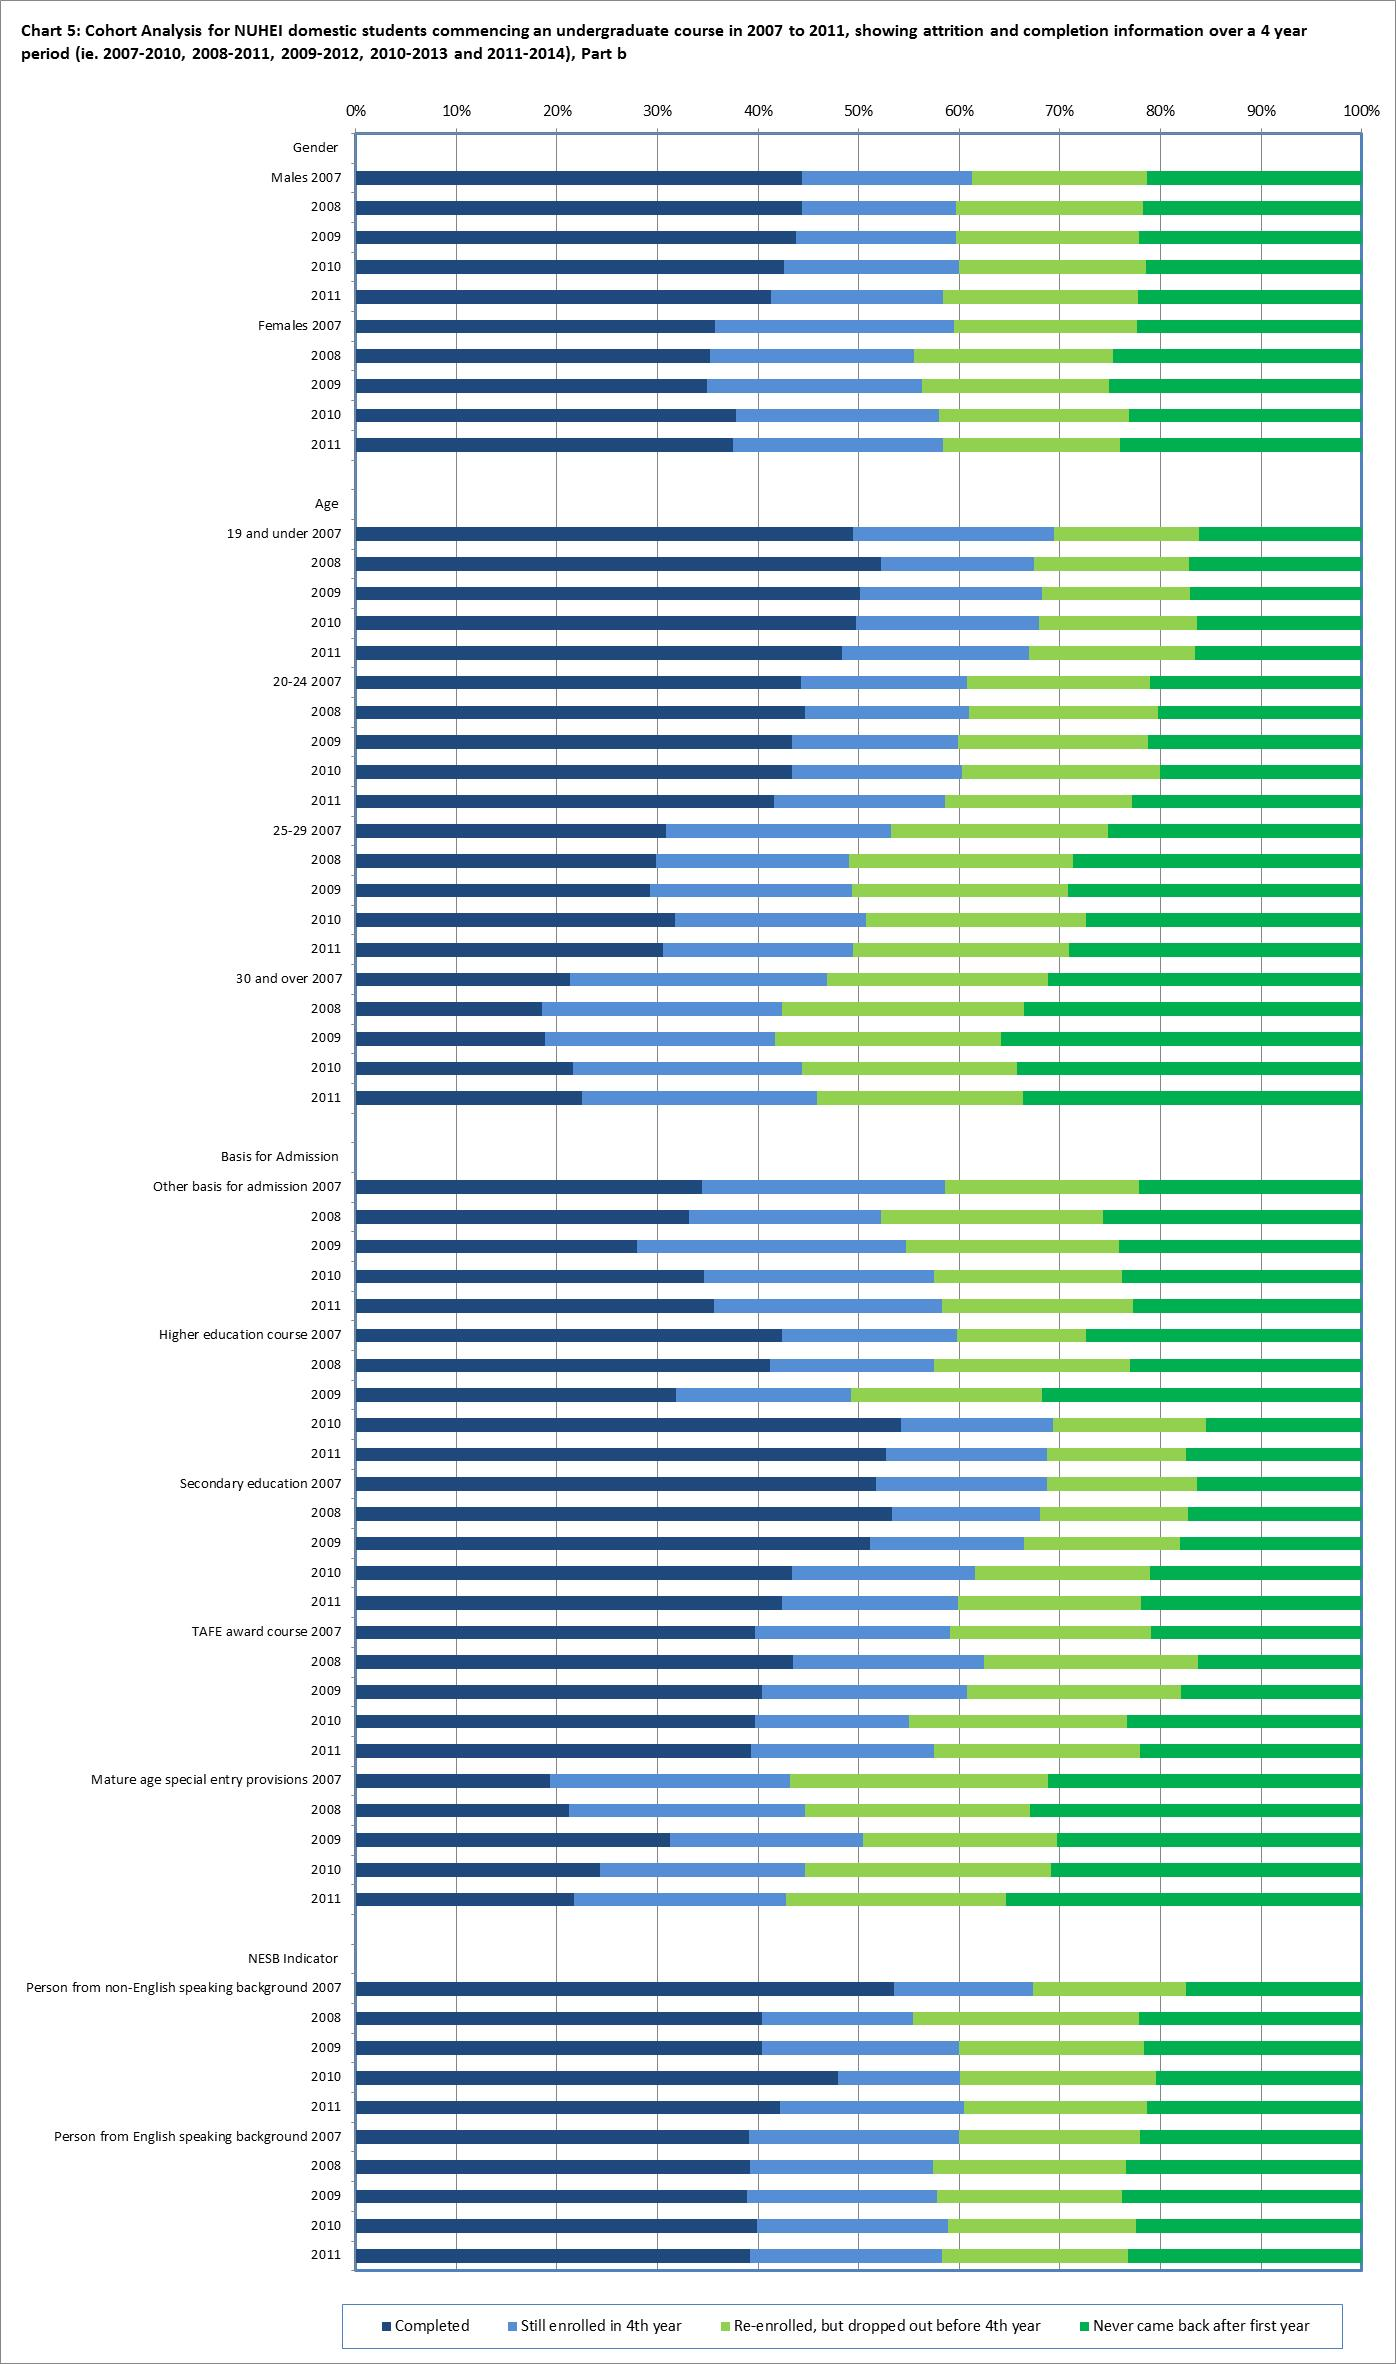 Chart 5: Cohort Analysis for NUHEI domestic students commencing an undergraduate course in 2007 to 2011, showing attrition and completion information over a 4 year
period (ie. 2007-2010, 2008-2011, 2009-2012, 2010-2013 and 2011-2014), Part b
0% 10% 20% 30% 40% 50% 60% 70% 80% 90% 100%
Gender
Males 2007
2008
2009
2010
2011
Females 2007
2008
2009
2010
2011
Age
19 and under 2007
2008
2009
2010
2011
20-24 2007
2008
2009
2010
2011
25-29 2007
2008
2009
2010
2011
30 and over 2007
2008
2009
2010
2011
Basis for Admission
Other basis for admission 2007
2008
2009
2010
2011
Higher education course 2007
2008
2009
2010
2011
Secondary education 2007
2008
2009
2010
2011
TAFE award course 2007
2008
2009
2010
2011
Mature age special entry provisions 2007
2008
2009
2010
2011
NESB Indicator
Person from non-English speaking background 2007
2008
2009
2010
2011
Person from English speaking background 2007
2008
2009
2010
2011
Completed Still enrolled in 4th year Re-enrolled, but dropped out before 4th year Never came back after first year